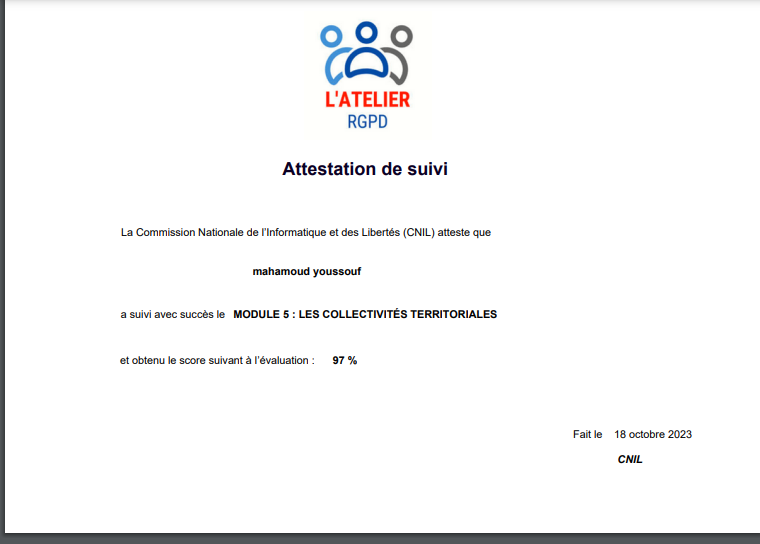 L'ATELIER
RGPD
Attestation de suivi
La Commission Nationale de l'Informatique et des Libertés (CNIL) atteste que
mahamoud youssouf
a suivi avec succès le MODULE 5 : LES COLLECTIVITÉS TERRITORIALES
et obtenu le score suivant à l'évaluation : 97 %
Fait le 18 octobre 2023
CNIL